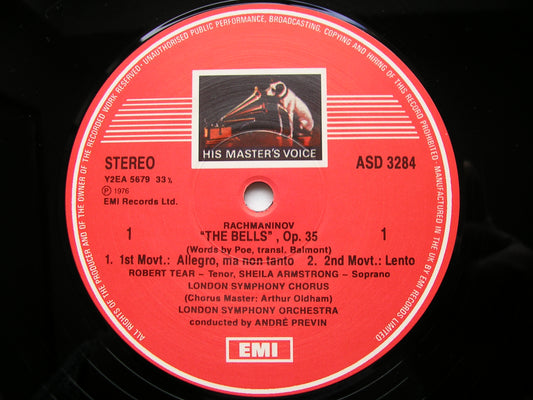 ALL RIGHTS OF THE PRODUCER AND OF THE OWNER OF THE RECORDED WORK RESERVED - UNAUTHORISED PUBLIC PERFORMANCE, BROADCASTING, COPYING AND HIRING OF THIS RECORD PROHIBITED - MANUFACTURED IN THE U.K. BY EMI RECORDS LIMITED
HIS MASTER'S VOICE
STEREO ASD 3284
Y2EA 5679 33⅓
Ⓟ 1976
EMI Records Ltd.
RACHMANINOV
1 "THE BELLS", Op. 35 1
(Words by Poe, transl. Balmont)
1. 1st Movt.: Allegro, ma non tanto 2. 2nd Movt.: Lento
ROBERT TEAR – Tenor, SHEILA ARMSTRONG – Soprano
LONDON SYMPHONY CHORUS
(Chorus Master: Arthur Oldham)
LONDON SYMPHONY ORCHESTRA
conducted by ANDRÉ PREVIN
EMI